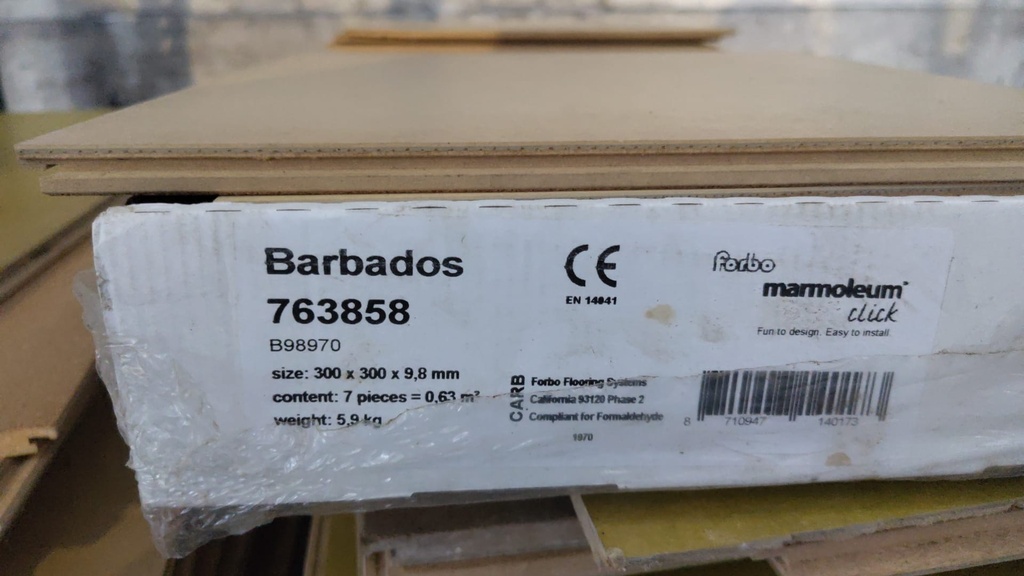 Barbados
763858
B98970
size: 300 x 300 x 9,8 mm
content: 7 pieces = 0,63 m²
weight: 5,9 kg
CE
EN 14041
CARB
Forbo Flooring Systems
California 93120 Phase 2
Compliant for Formaldehyde
1070
forbo
marmoleum®
click
Fun to design. Easy to install.
8 710947 140173